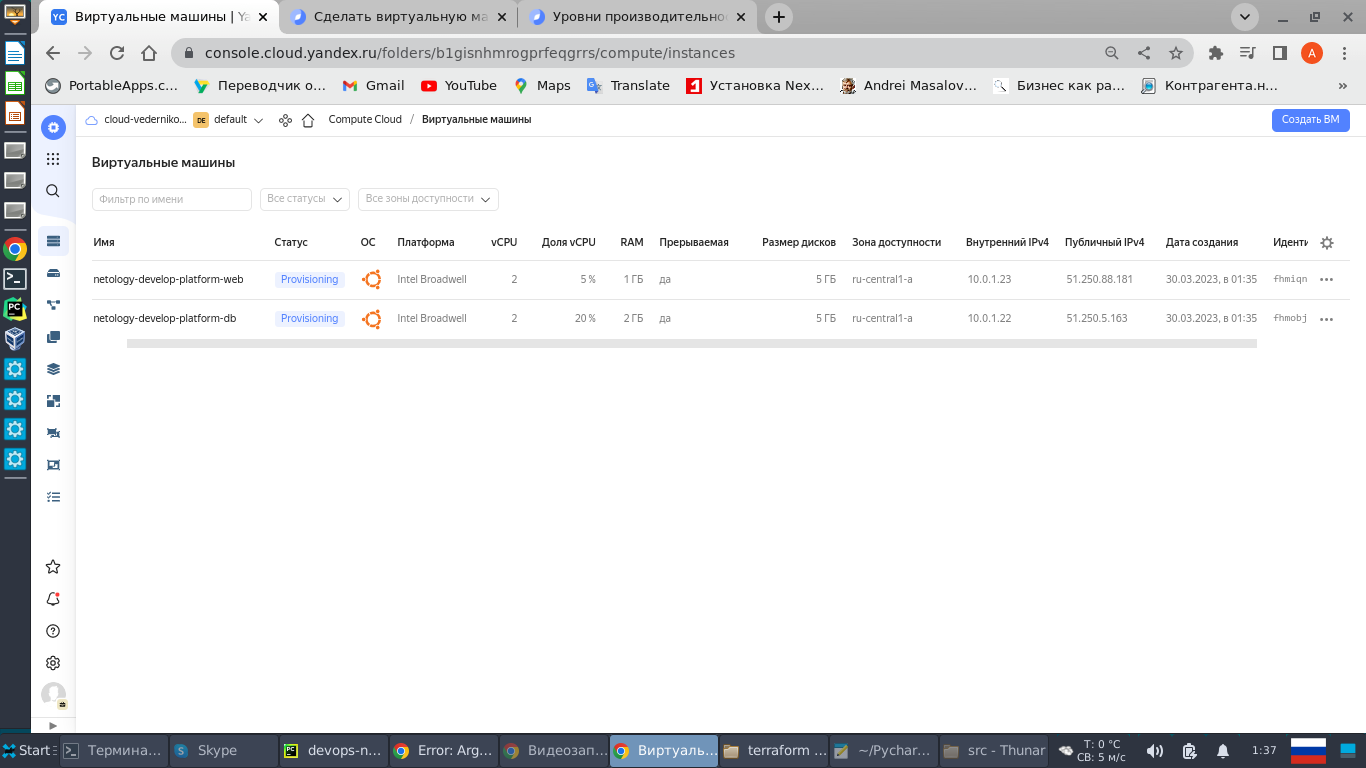 YC Виртуальные машины | Ya
Сделать виртуальную ма
Уровни производительно
console.cloud.yandex.ru/folders/b1gisnhmrogprfeqgrrs/compute/instances
A
PortableApps.c...
Переводчик о...
Gmail
YouTube
Maps
Translate
Установка Nex...
Andrei Masalov...
Бизнес как ра...
Контрагента.н...
»
cloud-vederniko...
DE default
Compute Cloud / Виртуальные машины
Создать ВМ
Виртуальные машины
Фильтр по имени
Все статусы
Все зоны доступности
Имя Статус ОС Платформа vCPU Доля vCPU RAM Прерываемая Размер дисков Зона доступности Внутренний IPv4 Публичный IPv4 Дата создания Иденти
netology-develop-platform-web Provisioning Intel Broadwell 2 5 % 1 ГБ да 5 ГБ ru-central1-a 10.0.1.23 51.250.88.181 30.03.2023, в 01:35 fhmiqn
netology-develop-platform-db Provisioning Intel Broadwell 2 20 % 2 ГБ да 5 ГБ ru-central1-a 10.0.1.22 51.250.5.163 30.03.2023, в 01:35 fhmobj
Start
Термина...
Skype
devops-n...
Error: Arg...
Видеозап...
Виртуаль...
terraform ...
~/Pychar...
src - Thunar
T: 0 °C
СВ: 5 м/с
1:37